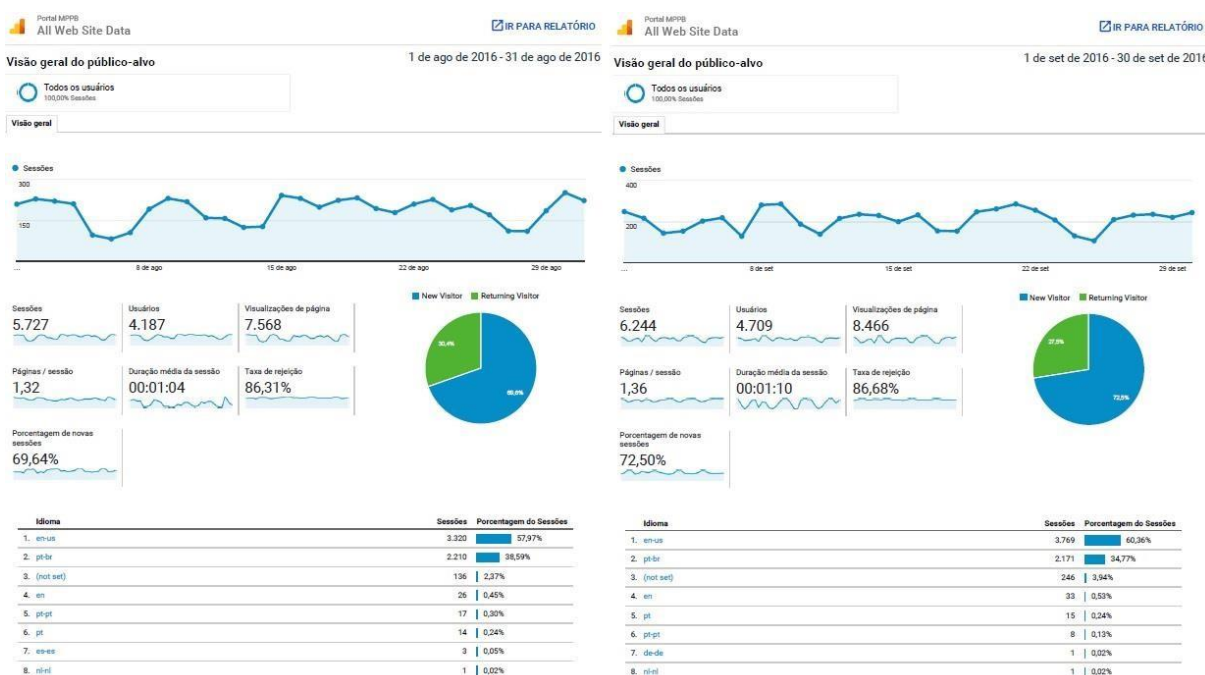 Portal MPPB
All Web Site Data
IR PARA RELATÓRIO
Visão geral do público-alvo
1 de ago de 2016 - 31 de ago de 2016
Todos os usuários
100,00% Sessões
Visão geral
Sessões
300
150
...
8 de ago
15 de ago
22 de ago
29 de ago
New Visitor
Returning Visitor
Sessões
5.727
Usuários
4.187
Visualizações de página
7.568
30,4%
69,6%
Páginas / sessão
1,32
Duração média da sessão
00:01:04
Taxa de rejeição
86,31%
Porcentagem de novas
sessões
69,64%
Idioma Sessões Porcentagem do Sessões
1. en-us 3.320 57,97%
2. pt-br 2.210 38,59%
3. (not set) 136 2,37%
4. en 26 0,45%
5. pt-pt 17 0,30%
6. pt 14 0,24%
7. es-es 3 0,05%
8. nl-nl 1 0,02%
Portal MPPB
All Web Site Data
IR PARA RELATÓRIO
Visão geral do público-alvo
1 de set de 2016 - 30 de set de 2016
Todos os usuários
100,00% Sessões
Visão geral
Sessões
400
200
...
8 de set
15 de set
22 de set
29 de set
New Visitor
Returning Visitor
Sessões
6.244
Usuários
4.709
Visualizações de página
8.466
27,5%
72,5%
Páginas / sessão
1,36
Duração média da sessão
00:01:10
Taxa de rejeição
86,68%
Porcentagem de novas
sessões
72,50%
Idioma Sessões Porcentagem do Sessões
1. en-us 3.769 60,36%
2. pt-br 2.171 34,77%
3. (not set) 246 3,94%
4. en 33 0,53%
5. pt 15 0,24%
6. pt-pt 8 0,13%
7. de-de 1 0,02%
8. nl-nl 1 0,02%